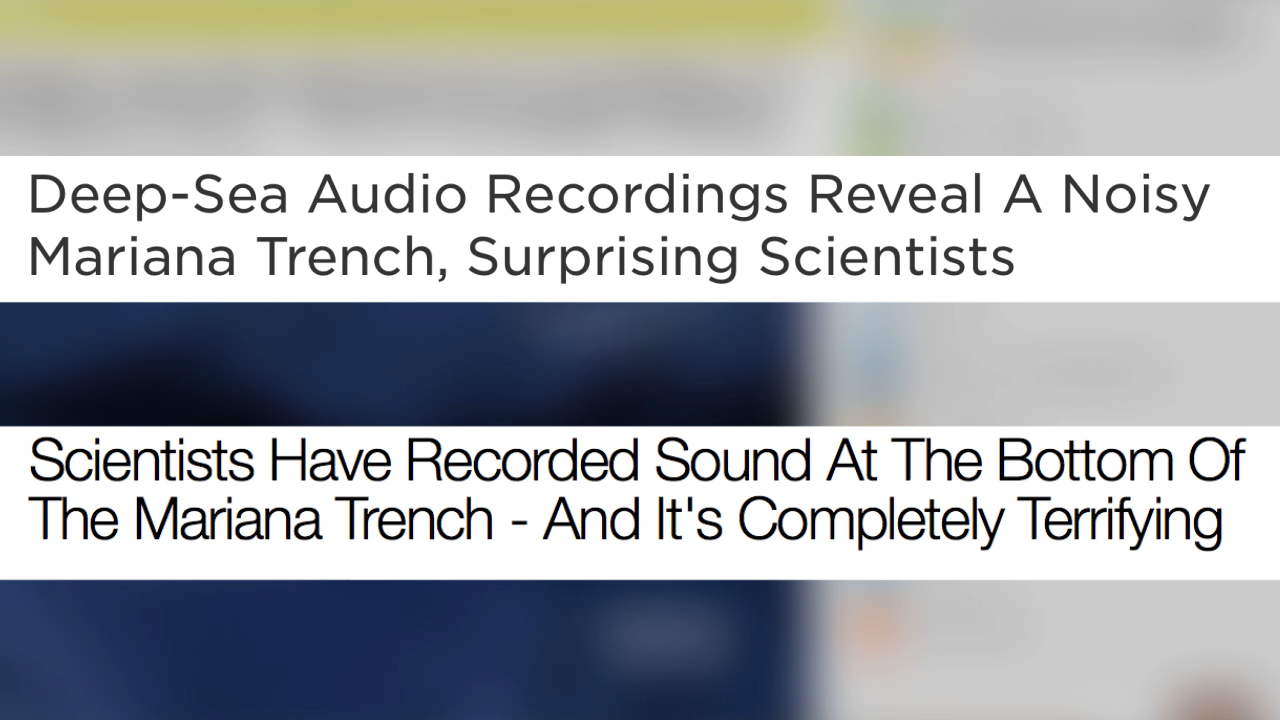 Deep-Sea Audio Recordings Reveal A Noisy
Mariana Trench, Surprising Scientists
Scientists Have Recorded Sound At The Bottom Of
The Mariana Trench - And It's Completely Terrifying